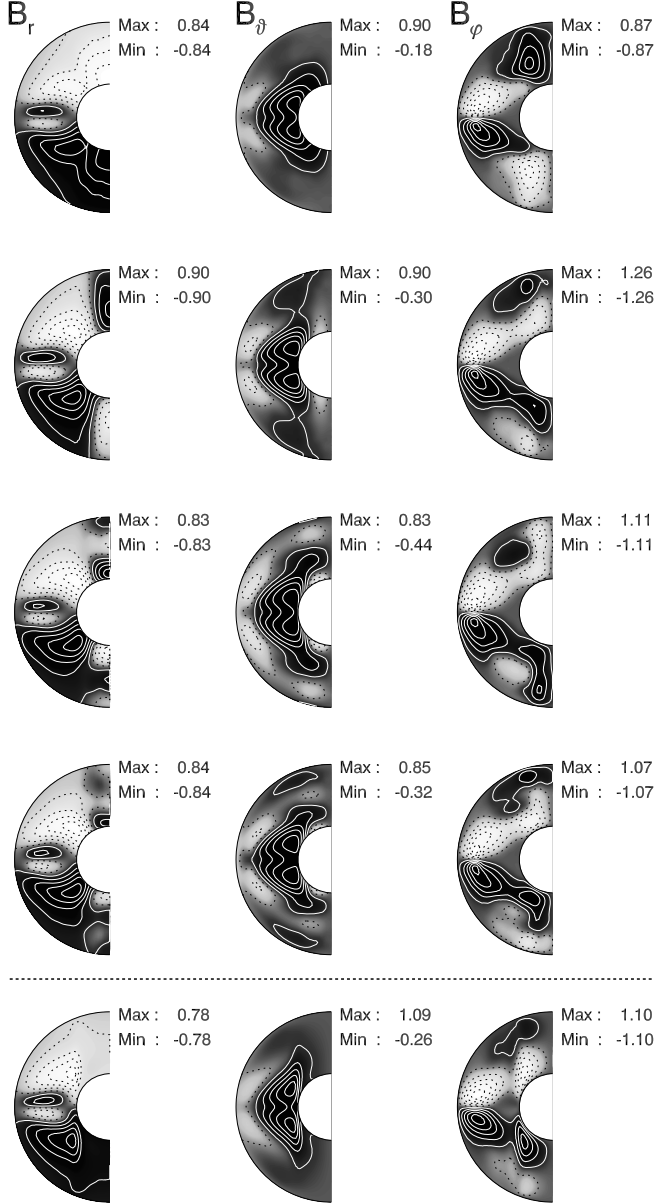 Br Bϑ Bφ
Max : 0.84 Max : 0.90 Max : 0.87
Min : -0.84 Min : -0.18 Min : -0.87
Max : 0.90 Max : 0.90 Max : 1.26
Min : -0.90 Min : -0.30 Min : -1.26
Max : 0.83 Max : 0.83 Max : 1.11
Min : -0.83 Min : -0.44 Min : -1.11
Max : 0.84 Max : 0.85 Max : 1.07
Min : -0.84 Min : -0.32 Min : -1.07
Max : 0.78 Max : 1.09 Max : 1.10
Min : -0.78 Min : -0.26 Min : -1.10